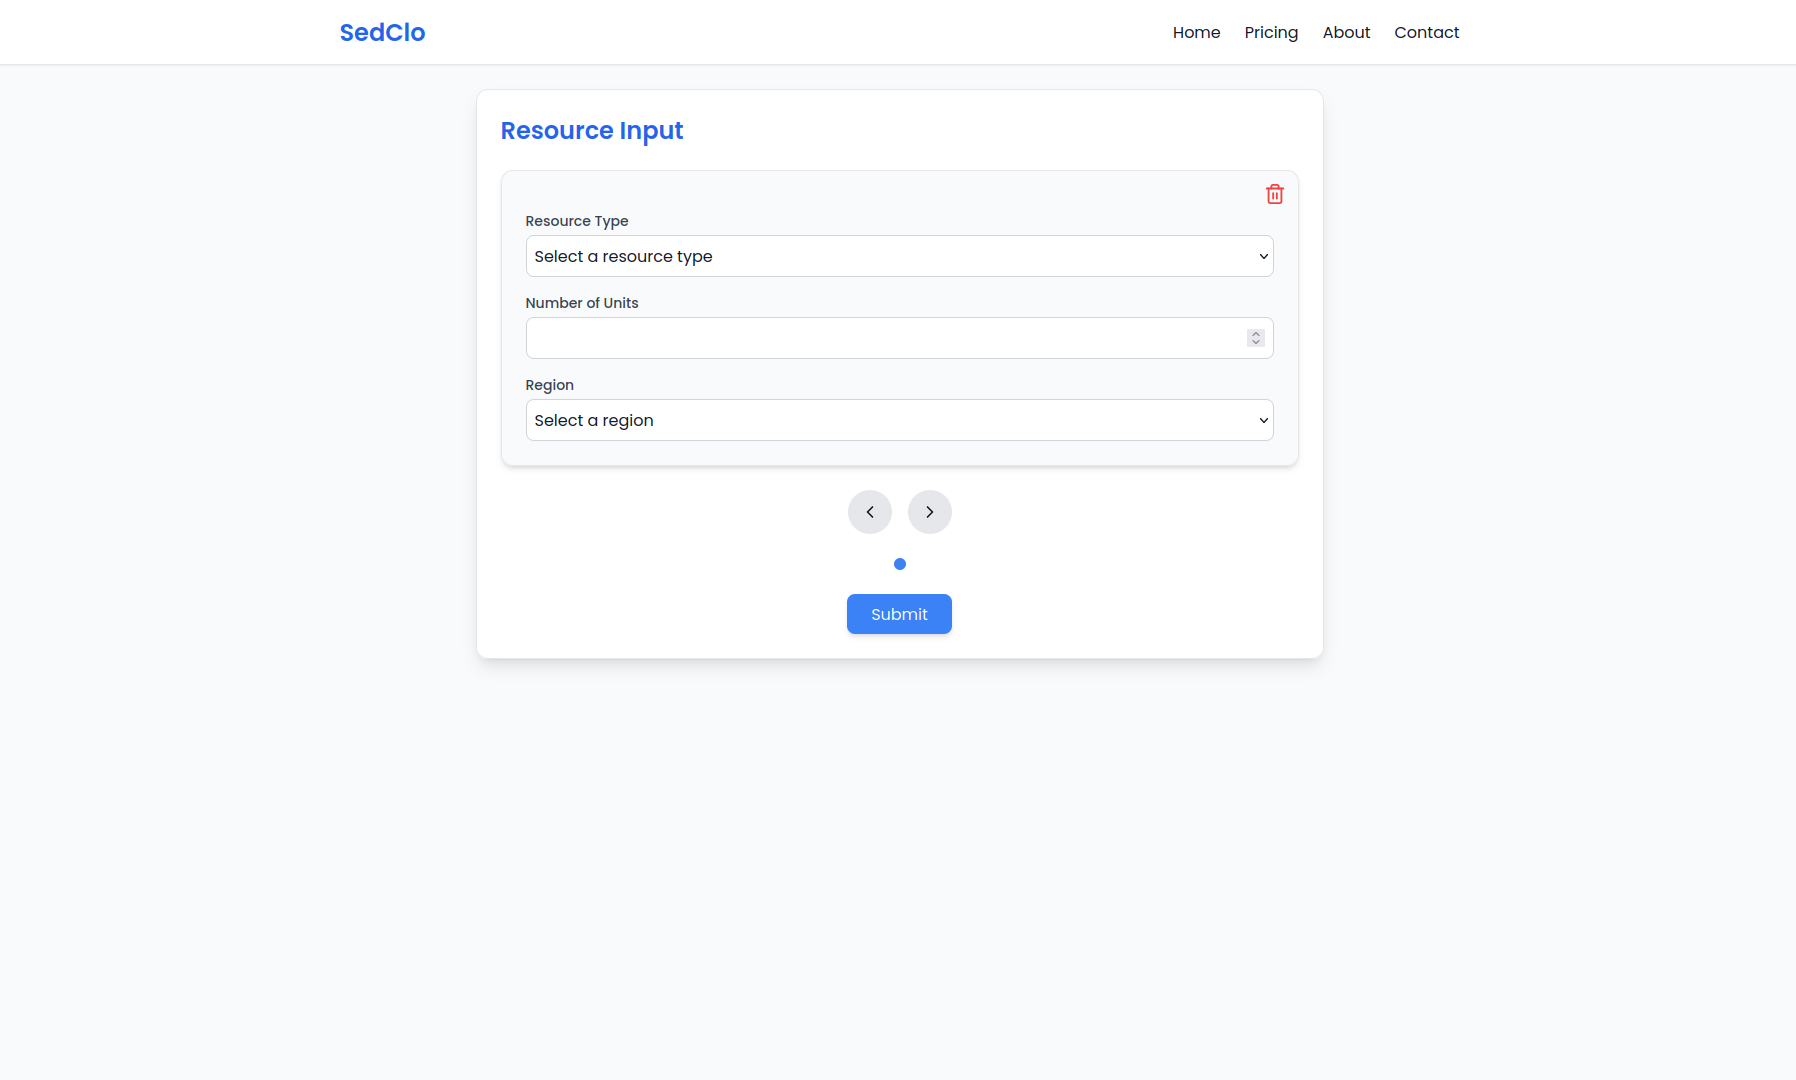 SedClo
Home Pricing About Contact
Resource Input
Resource Type
Select a resource type
Number of Units
Region
Select a region
Submit